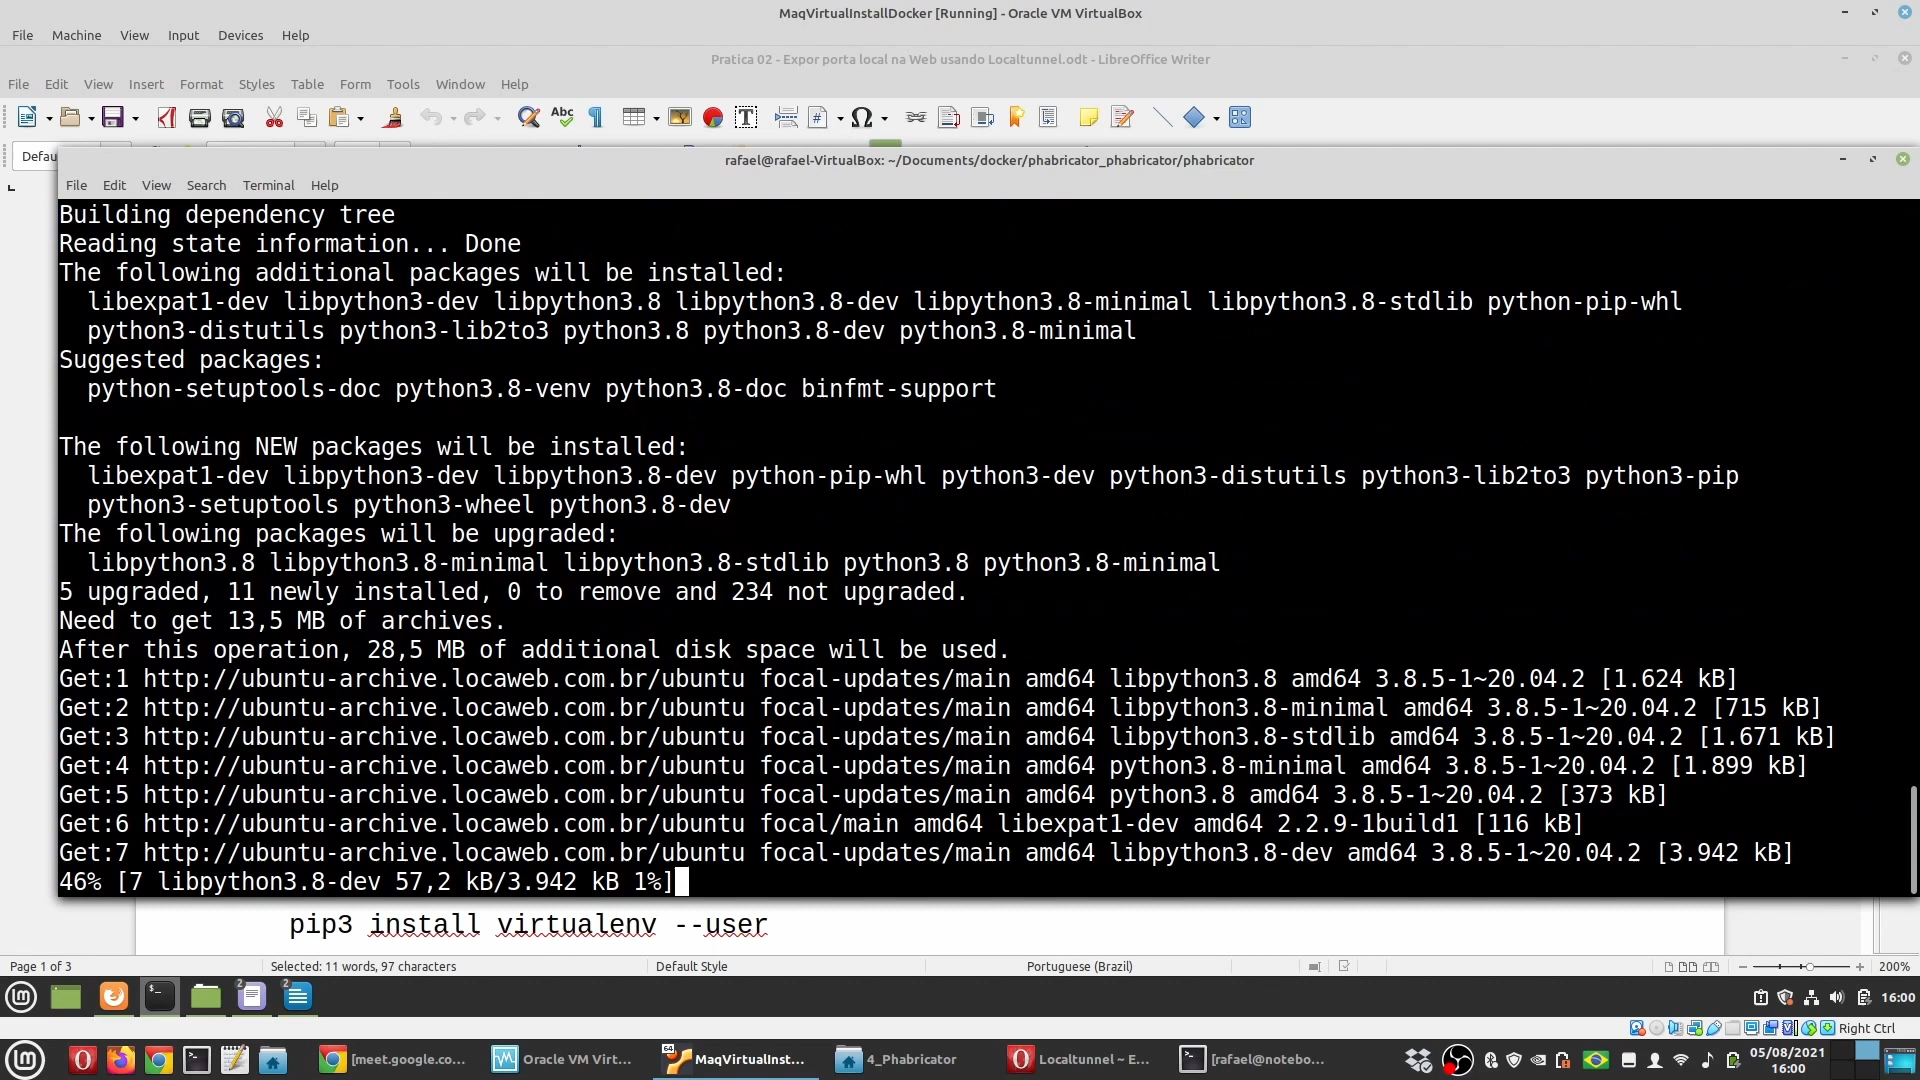 MaqVirtualInstallDocker [Running] - Oracle VM VirtualBox
File Machine View Input Devices Help
Pratica 02 - Expor porta local na Web usando Localtunnel.odt - LibreOffice Writer
File Edit View Insert Format Styles Table Form Tools Window Help
rafael@rafael-VirtualBox: ~/Documents/docker/phabricator_phabricator/phabricator
File Edit View Search Terminal Help
Building dependency tree
Reading state information... Done
The following additional packages will be installed:
libexpat1-dev libpython3-dev libpython3.8 libpython3.8-dev libpython3.8-minimal libpython3.8-stdlib python-pip-whl
python3-distutils python3-lib2to3 python3.8 python3.8-dev python3.8-minimal
Suggested packages:
python-setuptools-doc python3.8-venv python3.8-doc binfmt-support
The following NEW packages will be installed:
libexpat1-dev libpython3-dev libpython3.8-dev python-pip-whl python3-dev python3-distutils python3-lib2to3 python3-pip
python3-setuptools python3-wheel python3.8-dev
The following packages will be upgraded:
libpython3.8 libpython3.8-minimal libpython3.8-stdlib python3.8 python3.8-minimal
5 upgraded, 11 newly installed, 0 to remove and 234 not upgraded.
Need to get 13,5 MB of archives.
After this operation, 28,5 MB of additional disk space will be used.
Get:1 http://ubuntu-archive.locaweb.com.br/ubuntu focal-updates/main amd64 libpython3.8 amd64 3.8.5-1~20.04.2 [1.624 kB]
Get:2 http://ubuntu-archive.locaweb.com.br/ubuntu focal-updates/main amd64 libpython3.8-minimal amd64 3.8.5-1~20.04.2 [715 kB]
Get:3 http://ubuntu-archive.locaweb.com.br/ubuntu focal-updates/main amd64 libpython3.8-stdlib amd64 3.8.5-1~20.04.2 [1.671 kB]
Get:4 http://ubuntu-archive.locaweb.com.br/ubuntu focal-updates/main amd64 python3.8-minimal amd64 3.8.5-1~20.04.2 [1.899 kB]
Get:5 http://ubuntu-archive.locaweb.com.br/ubuntu focal-updates/main amd64 python3.8 amd64 3.8.5-1~20.04.2 [373 kB]
Get:6 http://ubuntu-archive.locaweb.com.br/ubuntu focal/main amd64 libexpat1-dev amd64 2.2.9-1build1 [116 kB]
Get:7 http://ubuntu-archive.locaweb.com.br/ubuntu focal-updates/main amd64 libpython3.8-dev amd64 3.8.5-1~20.04.2 [3.942 kB]
46% [7 libpython3.8-dev 57,2 kB/3.942 kB 1%]
pip3 install virtualenv --user
Page 1 of 3 Selected: 11 words, 97 characters Default Style Portuguese (Brazil) 200%
16:00
Right Ctrl
[meet.google.co... Oracle VM Virt... MaqVirtualInst... 4_Phabricator Localtunnel ~ E... [rafael@notebo... 05/08/2021
16:00